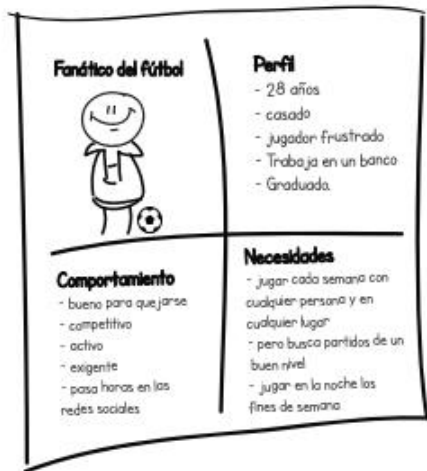 Fanático del fútbol
Perfil
- 28 años
- casado
- jugador frustrado
- Trabaja en un banco
- Graduado.
Comportamiento
- bueno para quejarse
- competitivo
- activo
- exigente
- pasa horas en las
redes sociales
Necesidades
- jugar cada semana con
cualquier persona y en
cualquier lugar
- pero busca partidos de un
buen nivel
- jugar en la noche los
fines de semana